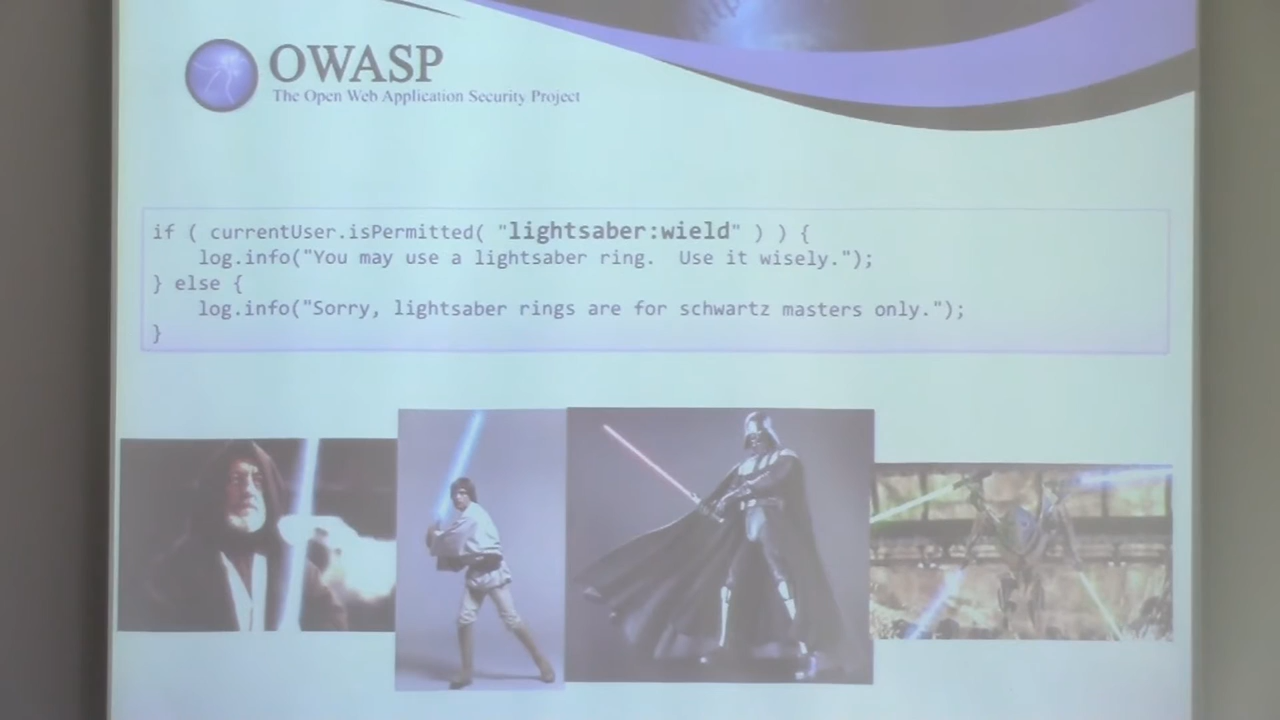 OWASP
The Open Web Application Security Project
if ( currentUser.isPermitted( "lightsaber:wield" ) ) {
    log.info("You may use a lightsaber ring.  Use it wisely.");
} else {
    log.info("Sorry, lightsaber rings are for schwartz masters only.");
}